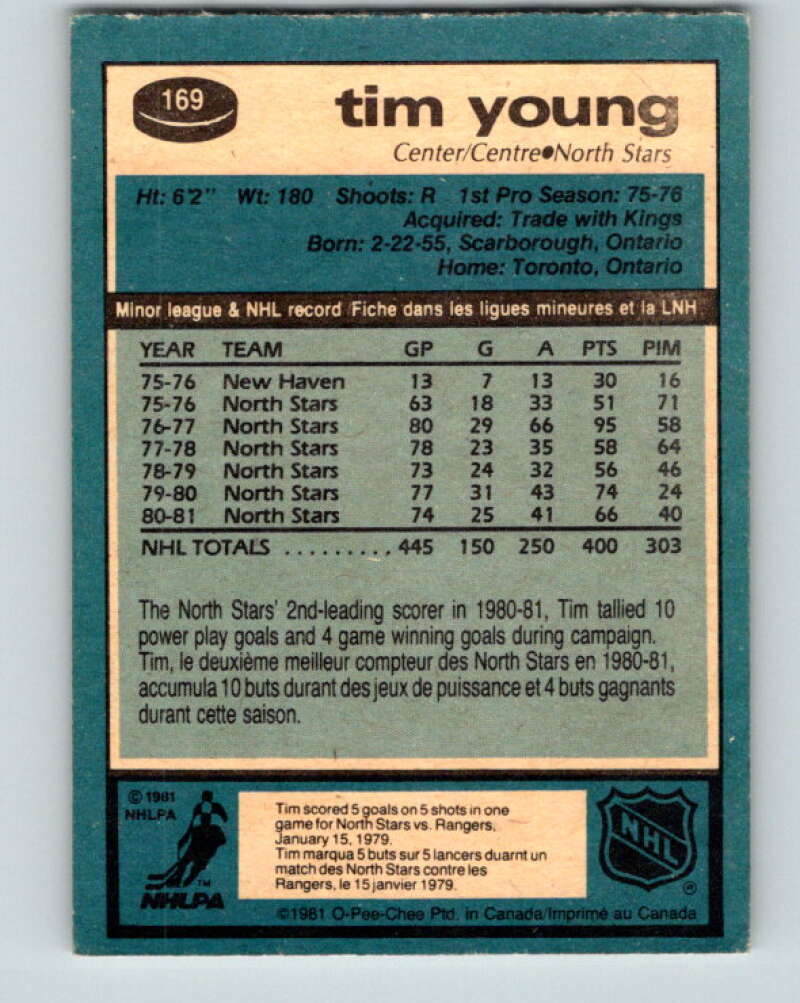 169
tim young
Center/Centre●North Stars
Ht: 6'2" Wt: 180 Shoots: R 1st Pro Season: 75-76
Acquired: Trade with Kings
Born: 2-22-55, Scarborough, Ontario
Home: Toronto, Ontario
Minor league & NHL record/Fiche dans les ligues mineures et la LNH
YEAR TEAM GP G A PTS PIM
75-76 New Haven 13 7 13 30 16
75-76 North Stars 63 18 33 51 71
76-77 North Stars 80 29 66 95 58
77-78 North Stars 78 23 35 58 64
78-79 North Stars 73 24 32 56 46
79-80 North Stars 77 31 43 74 24
80-81 North Stars 74 25 41 66 40
NHL TOTALS .......... 445 150 250 400 303
The North Stars' 2nd-leading scorer in 1980-81, Tim tallied 10
power play goals and 4 game winning goals during campaign.
Tim, le deuxième meilleur compteur des North Stars en 1980-81,
accumula 10 buts durant des jeux de puissance et 4 buts gagnants
durant cette saison.
© 1981
NHLPA
TM
NHLPA
Tim scored 5 goals on 5 shots in one
game for North Stars vs. Rangers,
January 15, 1979.
Tim marqua 5 buts sur 5 lancers duarnt un
match des North Stars contre les
Rangers, le 15 janvier 1979.
NHL
®
©1981 O-Pee-Chee Ptd. in Canada/Imprimé au Canada